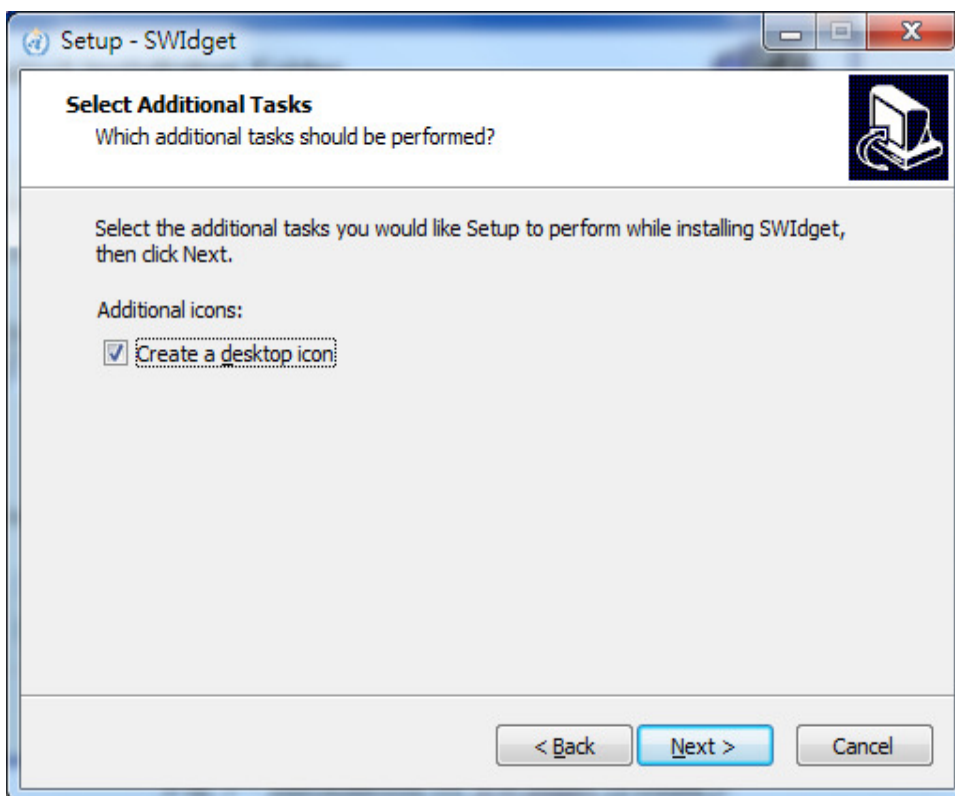 Setup - SWIdget
Select Additional Tasks
Which additional tasks should be performed?
Select the additional tasks you would like Setup to perform while installing SWIdget,
then click Next.
Additional icons:
Create a desktop icon
< Back
Next >
Cancel